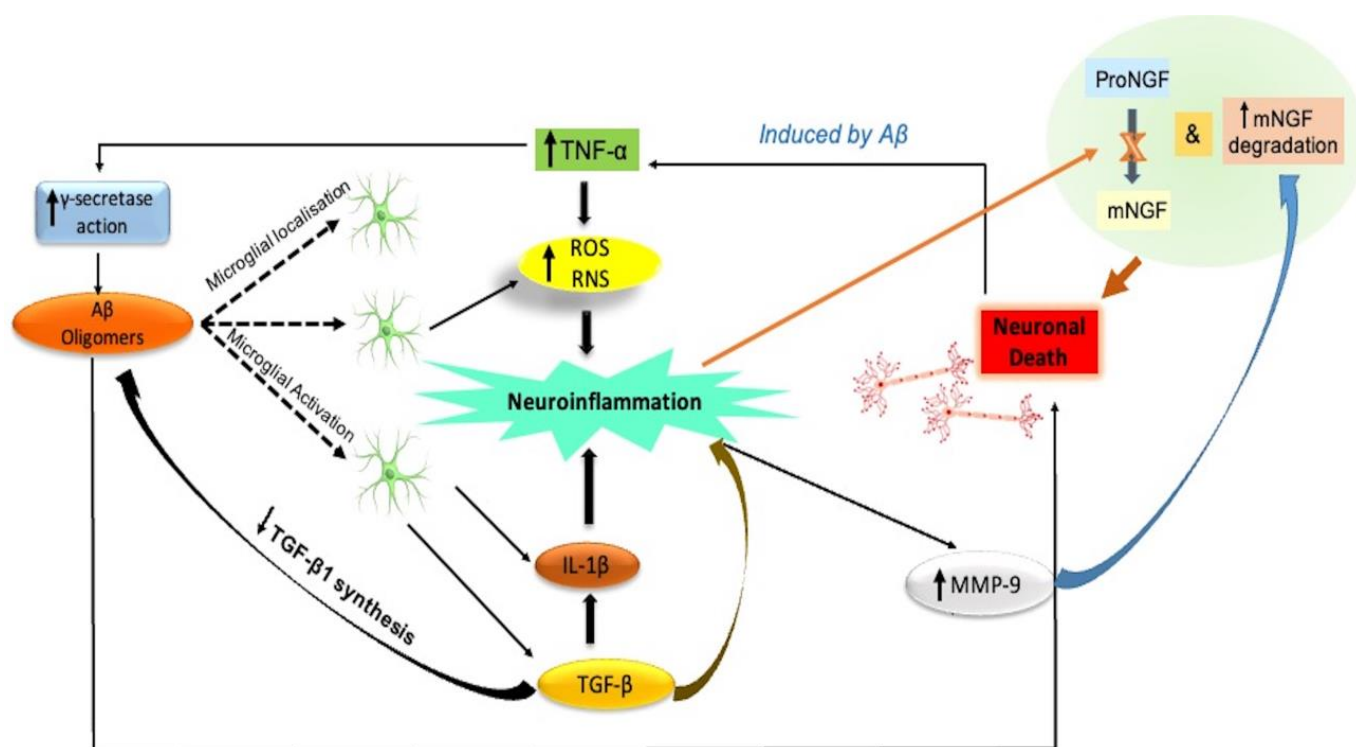 ProNGF
&
↑mNGF
degradation
mNGF
Induced by Aβ
↑TNF-α
↑γ-secretase
action
Microglial localisation
↑ROS
RNS
Aβ
Oligomers
Microglial Activation
Neuronal
Death
Neuroinflammation
↓TGF-β1 synthesis
IL-1β
↑MMP-9
TGF-β